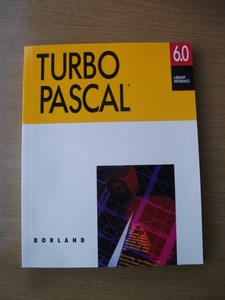 TURBO
PASCAL
6.0
LIBRARY
REFERENCE
BORLAND